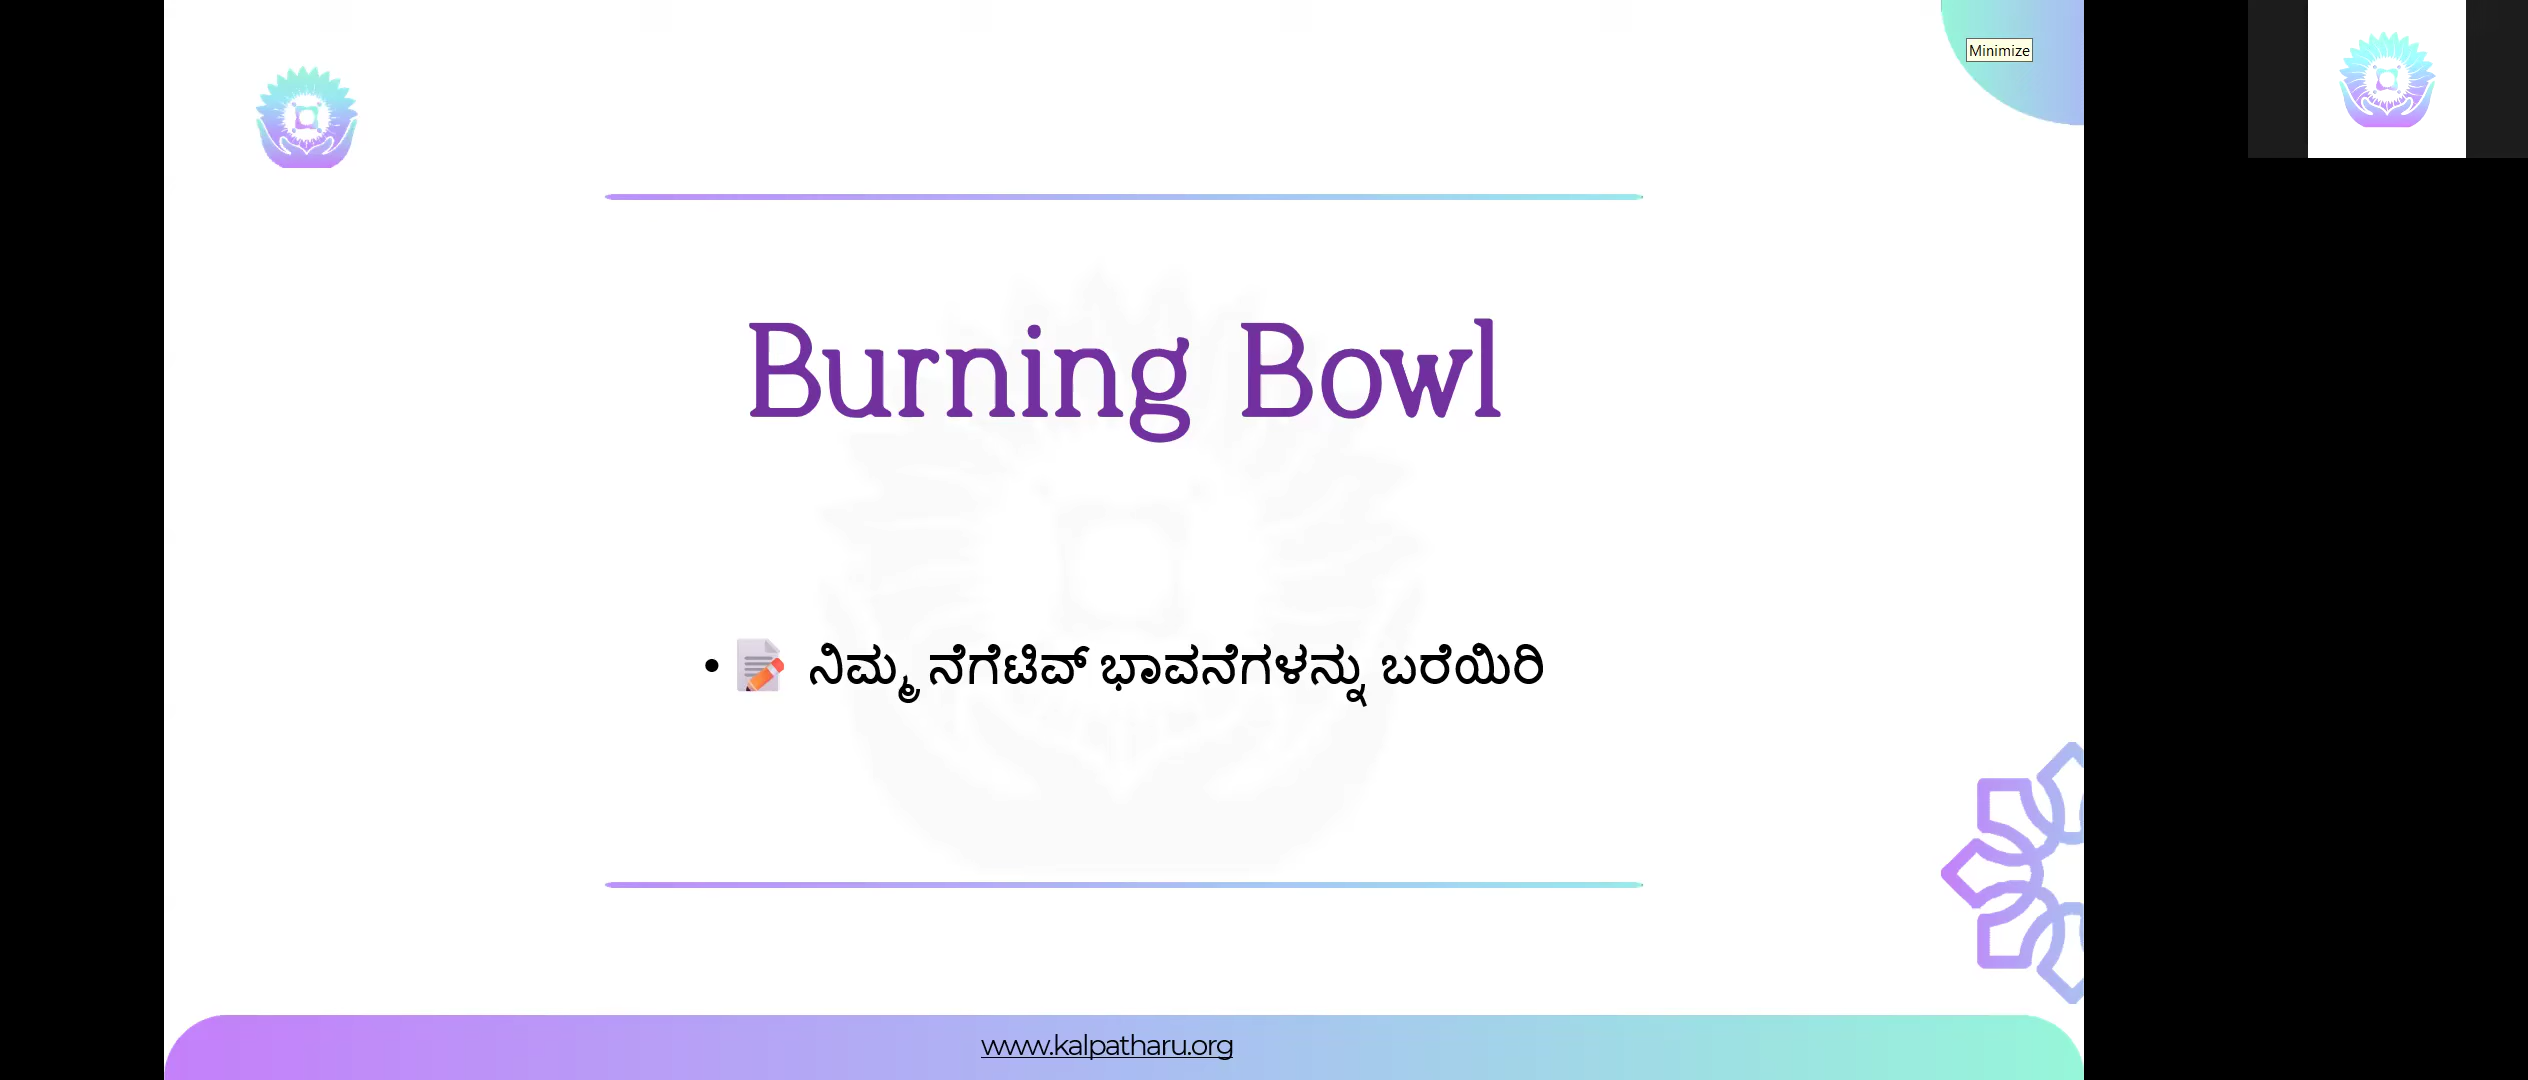 Minimize
Burning Bowl
• 📝 ನಿಮ್ಮ ನೆಗೆಟಿವ್ ಭಾವನೆಗಳನ್ನು ಬರೆಯಿರಿ
www.kalpatharu.org